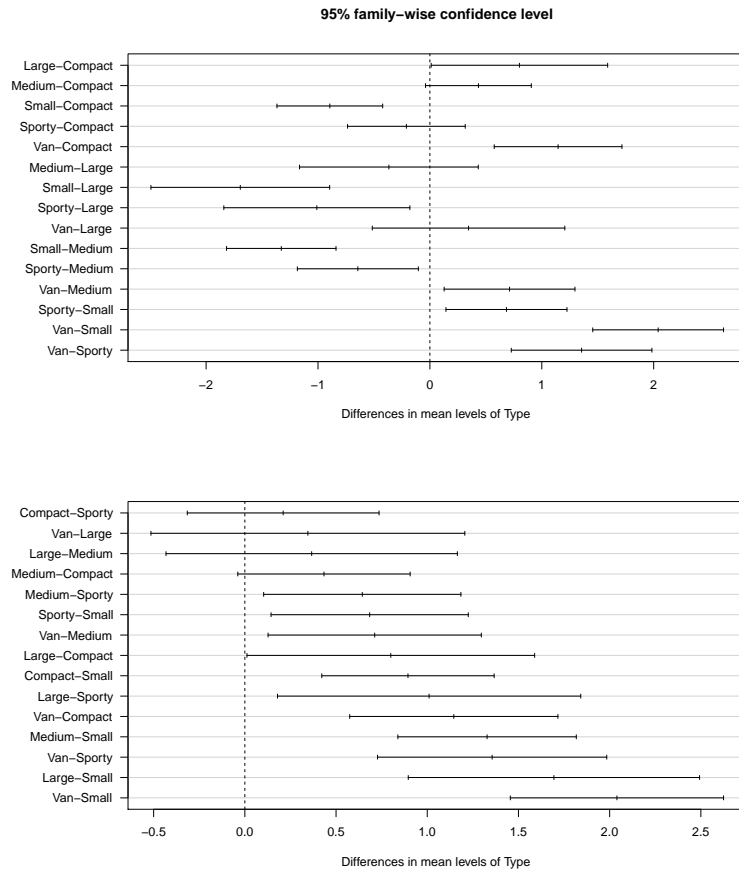 95% family−wise confidence level
Large−Compact
Medium−Compact
Small−Compact
Sporty−Compact
Van−Compact
Medium−Large
Small−Large
Sporty−Large
Van−Large
Small−Medium
Sporty−Medium
Van−Medium
Sporty−Small
Van−Small
Van−Sporty
−2 −1 0 1 2
Differences in mean levels of Type
Compact−Sporty
Van−Large
Large−Medium
Medium−Compact
Medium−Sporty
Sporty−Small
Van−Medium
Large−Compact
Compact−Small
Large−Sporty
Van−Compact
Medium−Small
Van−Sporty
Large−Small
Van−Small
−0.5 0.0 0.5 1.0 1.5 2.0 2.5
Differences in mean levels of Type